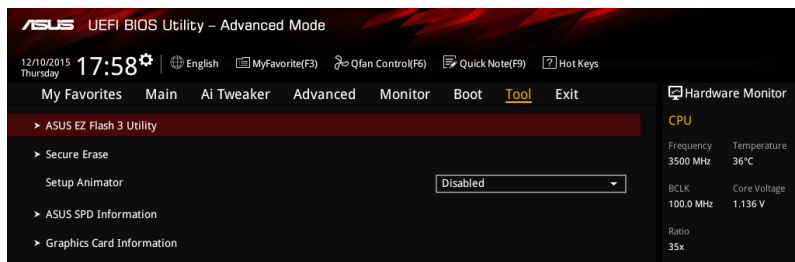 ASUS UEFI BIOS Utility – Advanced Mode
12/10/2015 Thursday 17:58 English MyFavorite(F3) Qfan Control(F6) Quick Note(F9) ? Hot Keys
My Favorites Main Ai Tweaker Advanced Monitor Boot Tool Exit
Hardware Monitor
> ASUS EZ Flash 3 Utility
> Secure Erase
Setup Animator Disabled
> ASUS SPD Information
> Graphics Card Information
CPU
Frequency Temperature
3500 MHz 36°C
BCLK Core Voltage
100.0 MHz 1.136 V
Ratio
35x